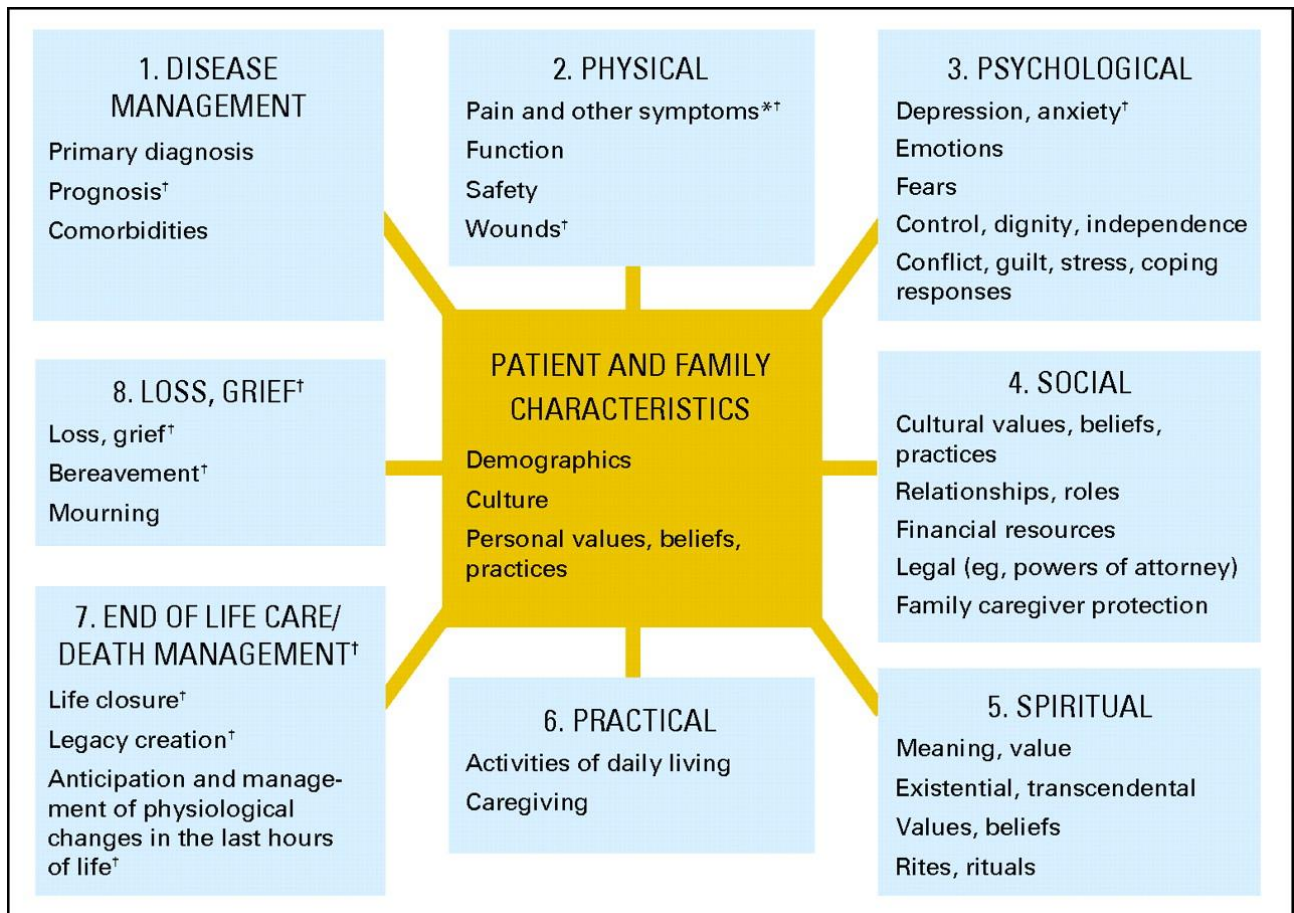 1. DISEASE
MANAGEMENT
Primary diagnosis
Prognosis†
Comorbidities
2. PHYSICAL
Pain and other symptoms*†
Function
Safety
Wounds†
3. PSYCHOLOGICAL
Depression, anxiety†
Emotions
Fears
Control, dignity, independence
Conflict, guilt, stress, coping
responses
PATIENT AND FAMILY
CHARACTERISTICS
Demographics
Culture
Personal values, beliefs,
practices
4. SOCIAL
Cultural values, beliefs,
practices
Relationships, roles
Financial resources
Legal (eg, powers of attorney)
Family caregiver protection
5. SPIRITUAL
Meaning, value
Existential, transcendental
Values, beliefs
Rites, rituals
6. PRACTICAL
Activities of daily living
Caregiving
7. END OF LIFE CARE/
DEATH MANAGEMENT†
Life closure†
Legacy creation†
Anticipation and manage-
ment of physiological
changes in the last hours
of life†
8. LOSS, GRIEF†
Loss, grief†
Bereavement†
Mourning